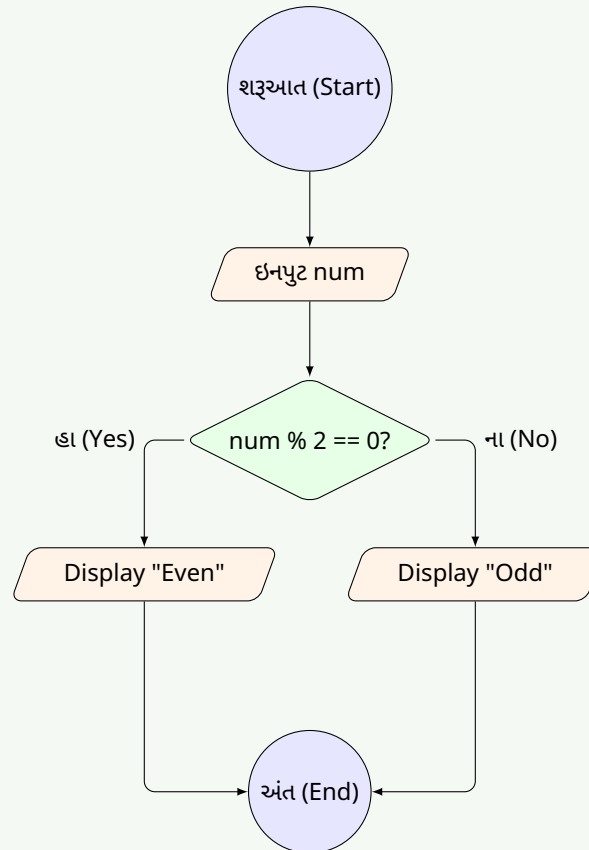 શરૂઆત (Start)
ઇનપુટ num
num % 2 == 0?
હા (Yes)
ના (No)
Display "Even"
Display "Odd"
અંત (End)